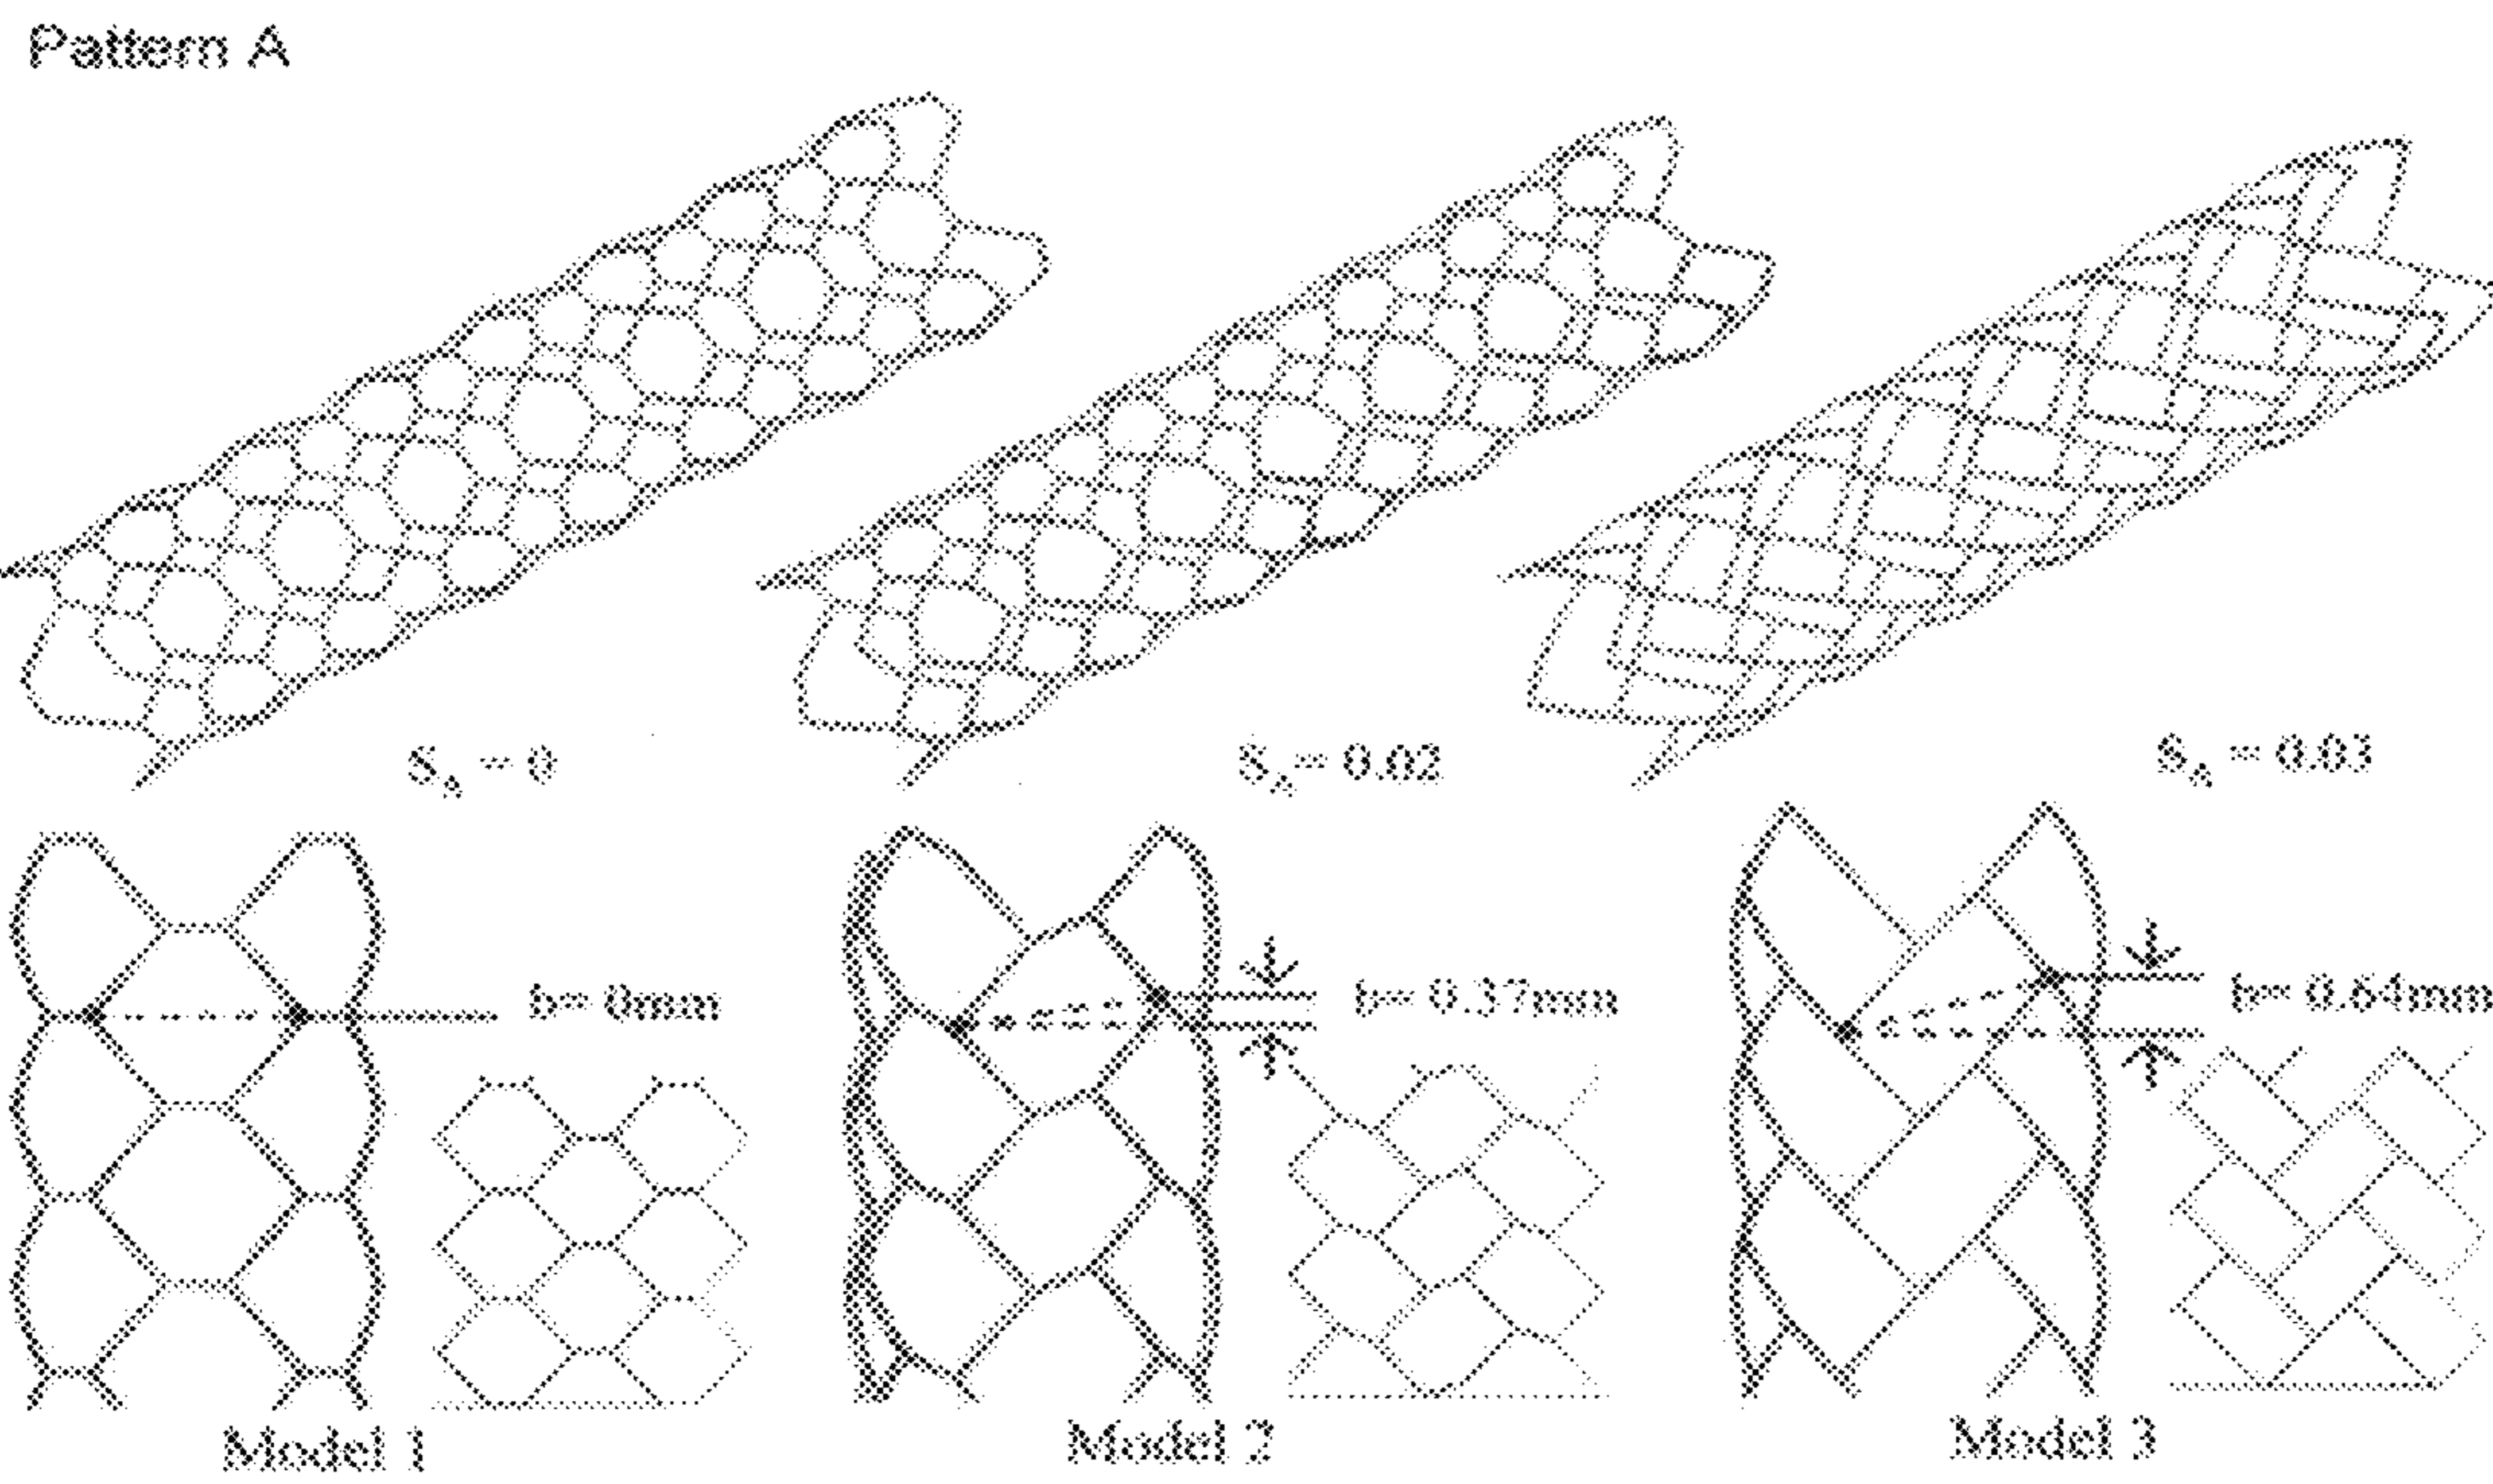 Pattern A
S = 0
S = 0.02
S = 0.03
b= 0mm
b= 0.37mm
b= 0.64mm
Model 1
Model 2
Model 3